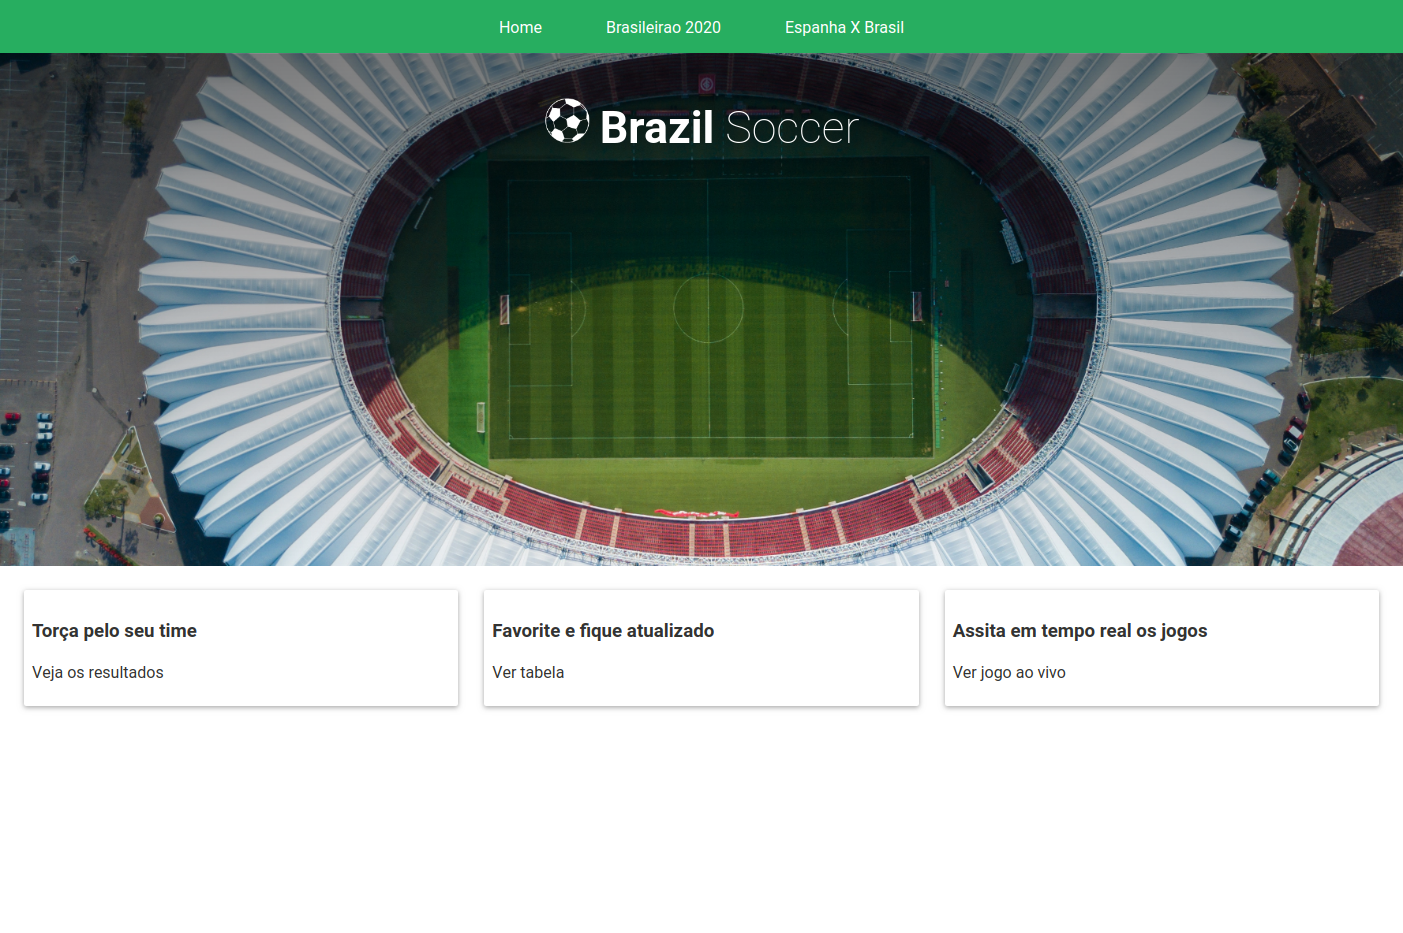 Home Brasileirao 2020 Espanha X Brasil
Brazil Soccer
Torça pelo seu time
Veja os resultados
Favorite e fique atualizado
Ver tabela
Assita em tempo real os jogos
Ver jogo ao vivo